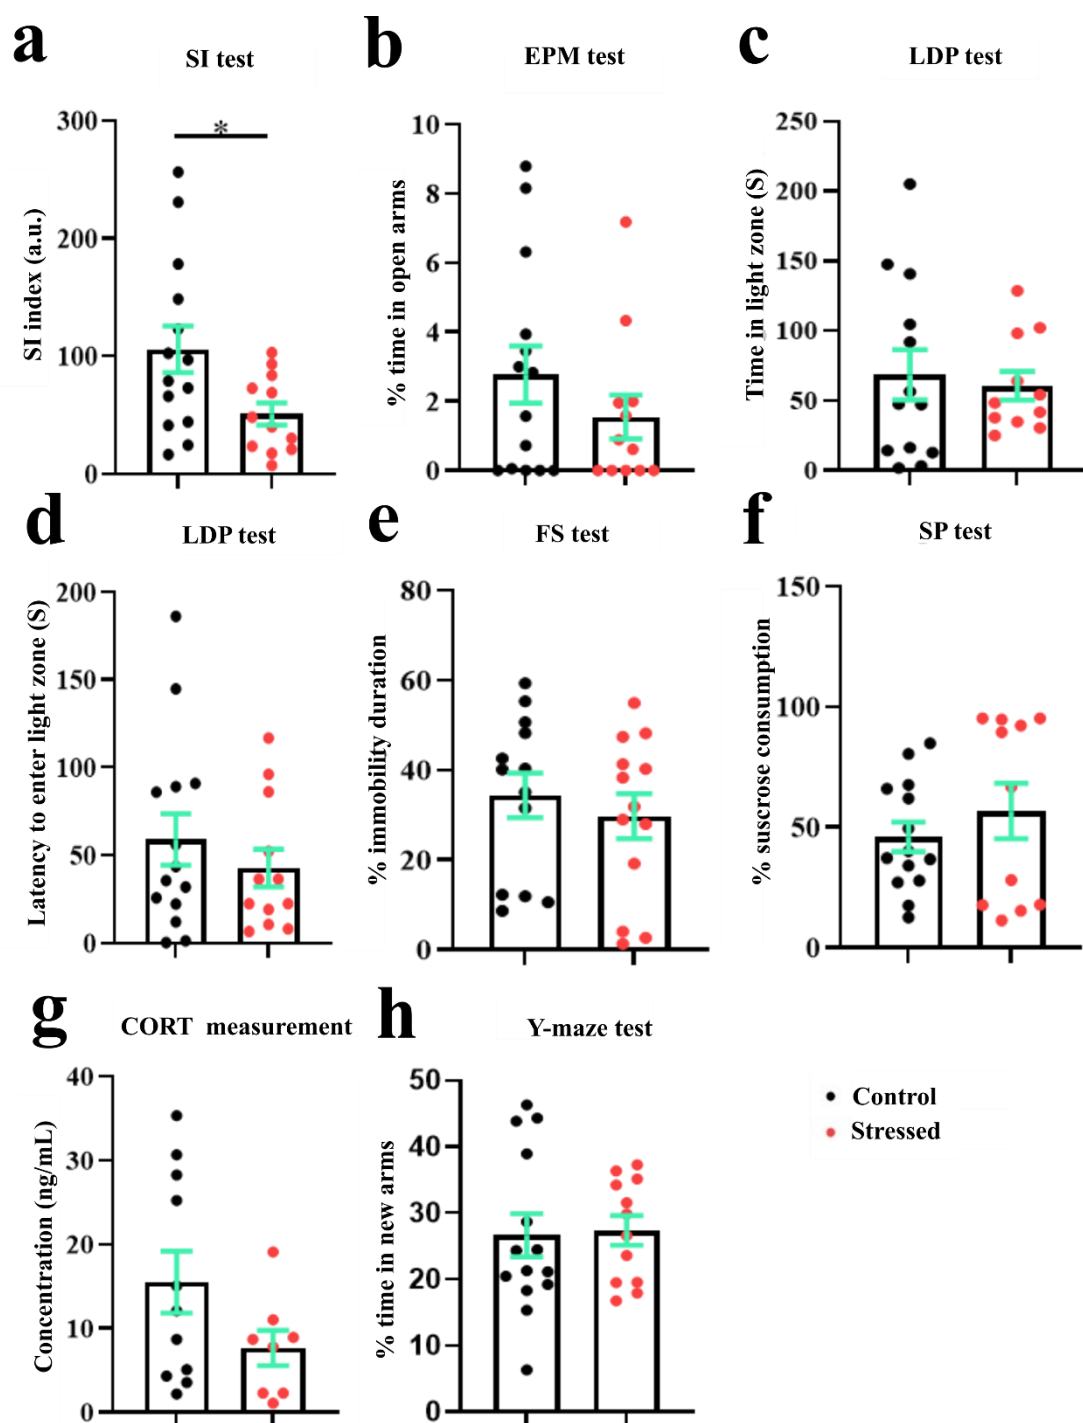 a
SI test
SI index (a.u.)
300
200
100
0
*
b
EPM test
% time in open arms
10
8
6
4
2
0
c
LDP test
Time in light zone (S)
250
200
150
100
50
0
d
LDP test
Latency to enter light zone (S)
200
150
100
50
0
e
FS test
% immobility duration
80
60
40
20
0
f
SP test
% suscrose consumption
150
100
50
0
g
CORT measurement
Concentration (ng/mL)
40
30
20
10
0
h
Y-maze test
% time in new arms
50
40
30
20
10
0
Control
Stressed